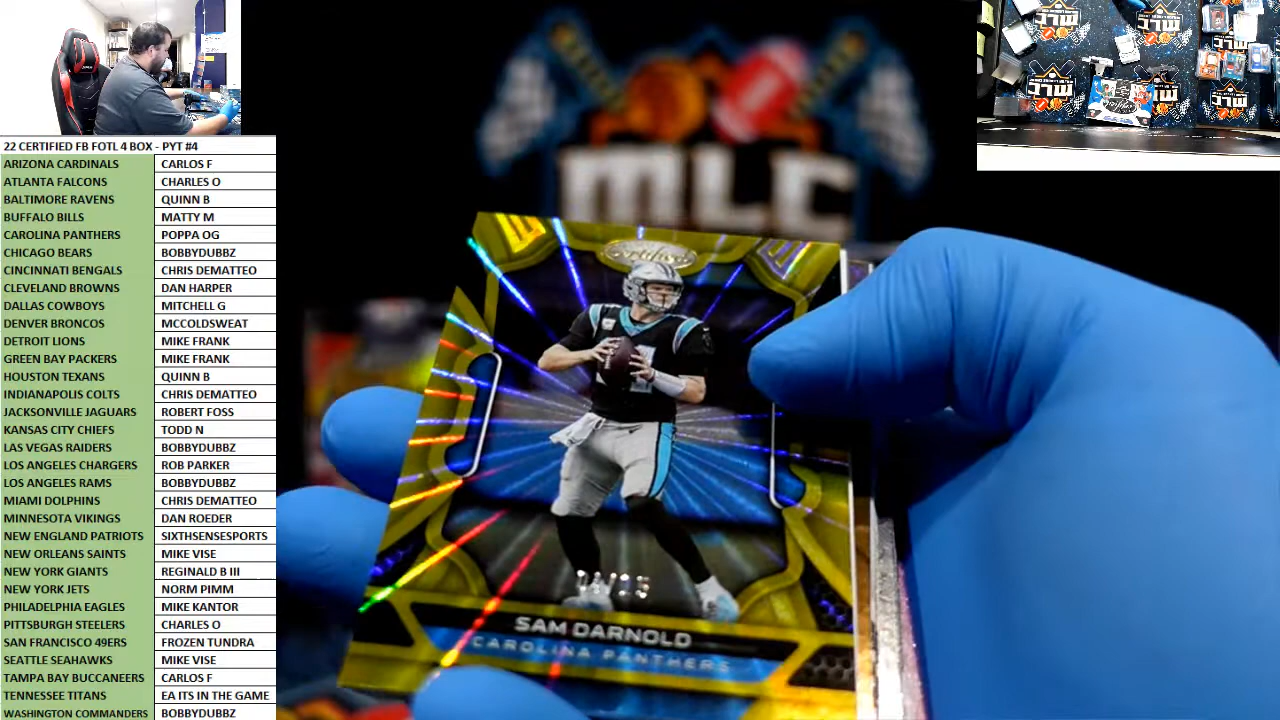 22 CERTIFIED FB FOTL 4 BOX - PYT #4
ARIZONA CARDINALS CARLOS F
ATLANTA FALCONS CHARLES O
BALTIMORE RAVENS QUINN B
BUFFALO BILLS MATTY M
CAROLINA PANTHERS POPPA OG
CHICAGO BEARS BOBBYDUBBZ
CINCINNATI BENGALS CHRIS DEMATTEO
CLEVELAND BROWNS DAN HARPER
DALLAS COWBOYS MITCHELL G
DENVER BRONCOS MCCOLDSWEAT
DETROIT LIONS MIKE FRANK
GREEN BAY PACKERS MIKE FRANK
HOUSTON TEXANS QUINN B
INDIANAPOLIS COLTS CHRIS DEMATTEO
JACKSONVILLE JAGUARS ROBERT FOSS
KANSAS CITY CHIEFS TODD N
LAS VEGAS RAIDERS BOBBYDUBBZ
LOS ANGELES CHARGERS ROB PARKER
LOS ANGELES RAMS BOBBYDUBBZ
MIAMI DOLPHINS CHRIS DEMATTEO
MINNESOTA VIKINGS DAN ROEDER
NEW ENGLAND PATRIOTS SIXTHSENSESPORTS
NEW ORLEANS SAINTS MIKE VISE
NEW YORK GIANTS REGINALD B III
NEW YORK JETS NORM PIMM
PHILADELPHIA EAGLES MIKE KANTOR
PITTSBURGH STEELERS CHARLES O
SAN FRANCISCO 49ERS FROZEN TUNDRA
SEATTLE SEAHAWKS MIKE VISE
TAMPA BAY BUCCANEERS CARLOS F
TENNESSEE TITANS EA ITS IN THE GAME
WASHINGTON COMMANDERS BOBBYDUBBZ
MLC
Certified
SAM DARNOLD
CAROLINA PANTHERS